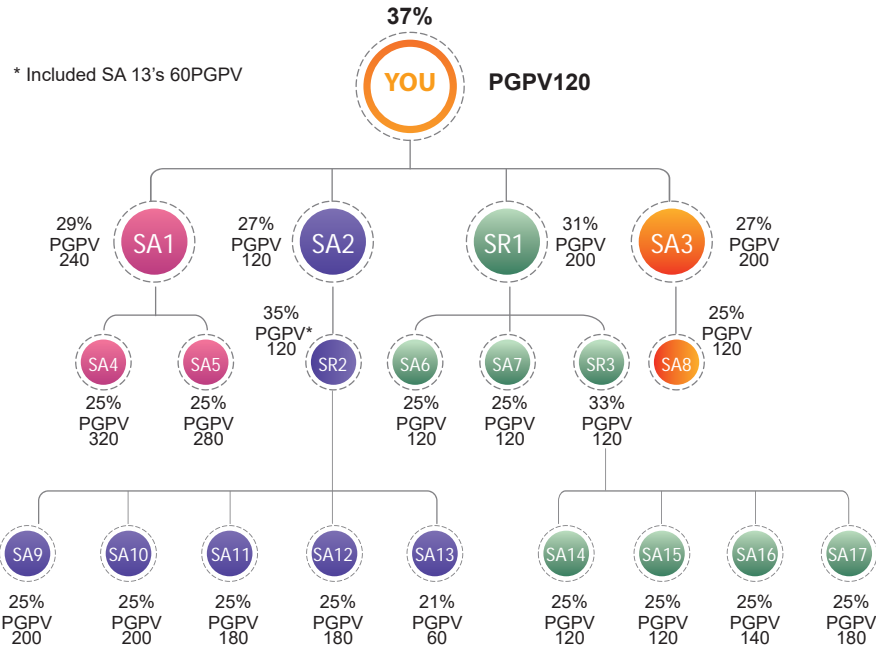 37%
* Included SA 13's 60PGPV
YOU
PGPV120
29%
PGPV
240
SA1
27%
PGPV
120
SA2
SR1
31%
PGPV
200
SA3
27%
PGPV
200
35%
PGPV*
120
25%
PGPV
120
SA4
SA5
SR2
SA6
SA7
SR3
SA8
25%
PGPV
320
25%
PGPV
280
25%
PGPV
120
25%
PGPV
120
33%
PGPV
120
SA9
SA10
SA11
SA12
SA13
SA14
SA15
SA16
SA17
25%
PGPV
200
25%
PGPV
200
25%
PGPV
180
25%
PGPV
180
21%
PGPV
60
25%
PGPV
120
25%
PGPV
120
25%
PGPV
140
25%
PGPV
180